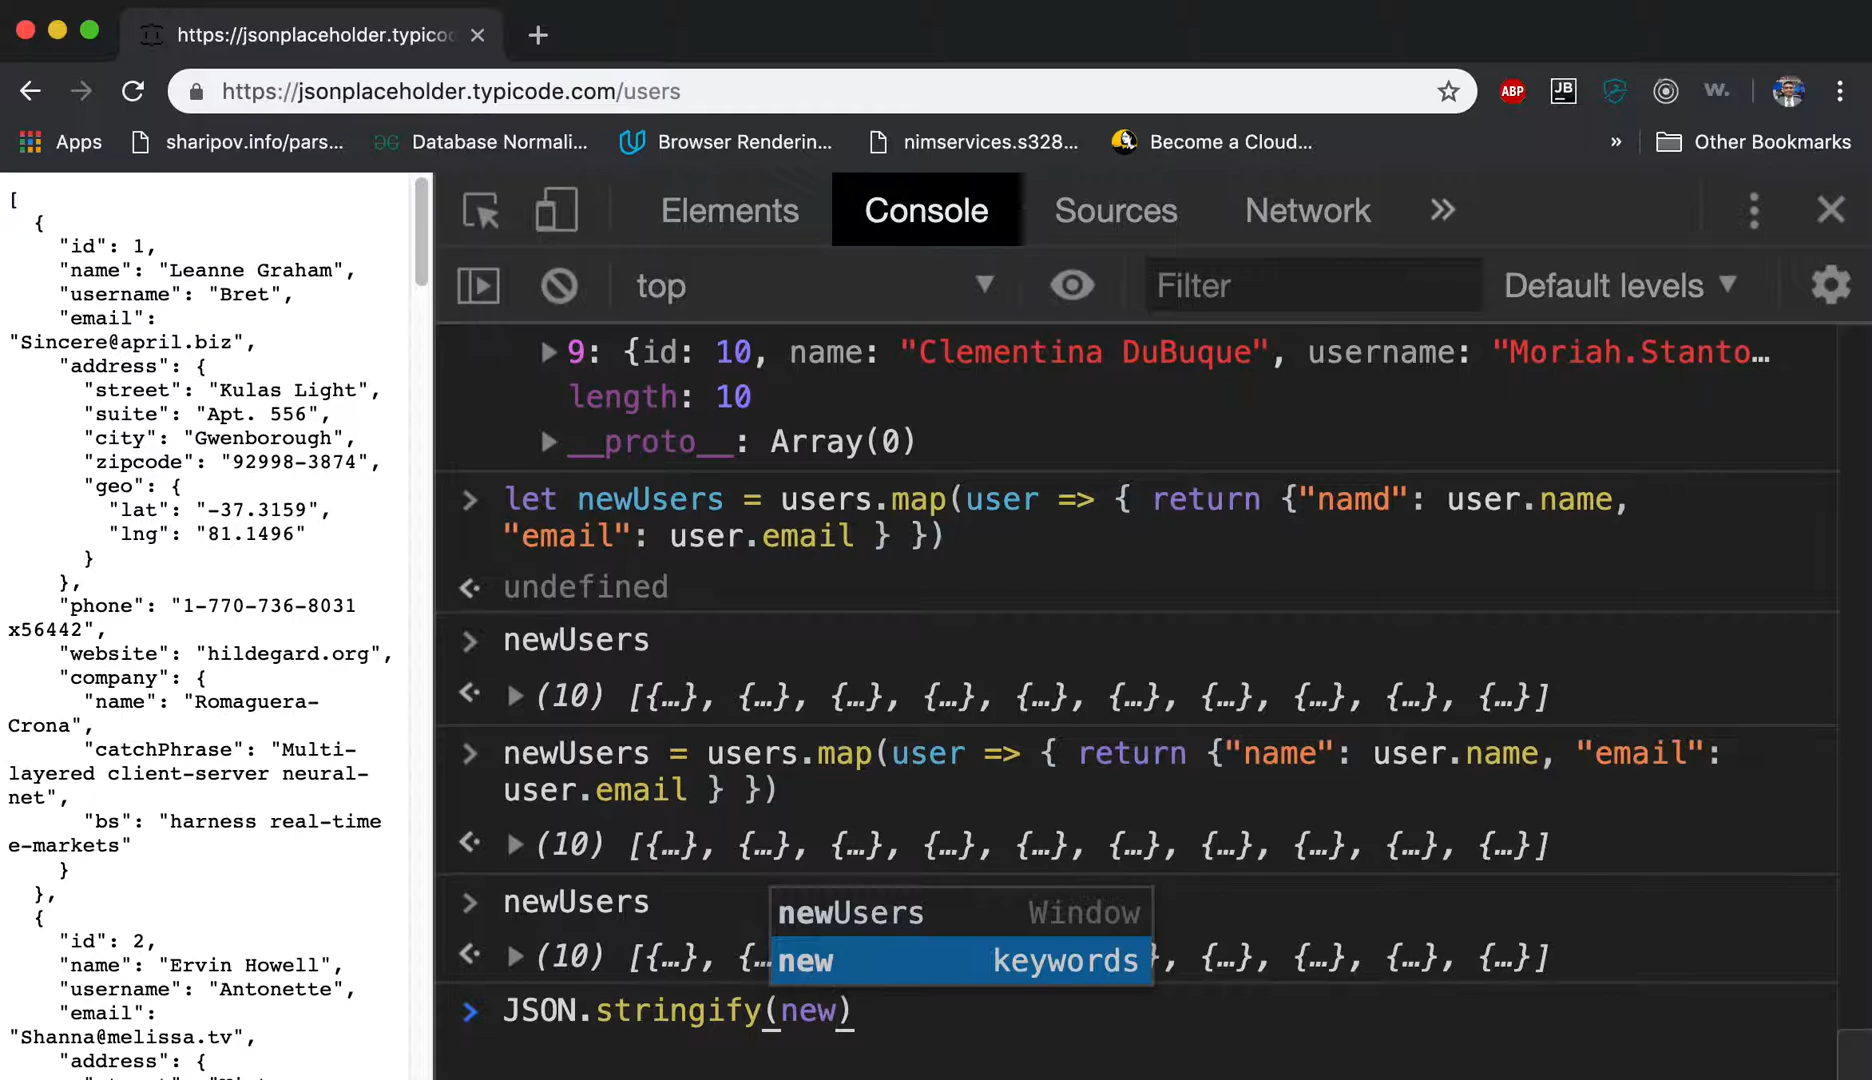 https://jsonplaceholder.typico
https://jsonplaceholder.typicode.com/users
ABP
JB
w.
Apps
sharipov.info/pars...
Database Normali...
Browser Renderin...
nimservices.s328...
Become a Cloud...
»
Other Bookmarks
[
{
"id": 1,
"name": "Leanne Graham",
"username": "Bret",
"email":
"Sincere@april.biz",
"address": {
"street": "Kulas Light",
"suite": "Apt. 556",
"city": "Gwenborough",
"zipcode": "92998-3874",
"geo": {
"lat": "-37.3159",
"lng": "81.1496"
}
},
"phone": "1-770-736-8031
x56442",
"website": "hildegard.org",
"company": {
"name": "Romaguera-
Crona",
"catchPhrase": "Multi-
layered client-server neural-
net",
"bs": "harness real-time
e-markets"
}
},
{
"id": 2,
"name": "Ervin Howell",
"username": "Antonette",
"email":
"Shanna@melissa.tv",
"address": {
Elements Console Sources Network »
top Filter Default levels
9: {id: 10, name: "Clementina DuBuque", username: "Moriah.Stanto…
length: 10
__proto__: Array(0)
let newUsers = users.map(user => { return {"namd": user.name,
"email": user.email } })
undefined
newUsers
(10) [{…}, {…}, {…}, {…}, {…}, {…}, {…}, {…}, {…}, {…}]
newUsers = users.map(user => { return {"name": user.name, "email":
user.email } })
(10) [{…}, {…}, {…}, {…}, {…}, {…}, {…}, {…}, {…}, {…}]
newUsers
newUsers Window
(10) [{…}, {… new keywords }, {…}, {…}, {…}, {…}]
JSON.stringify(new)